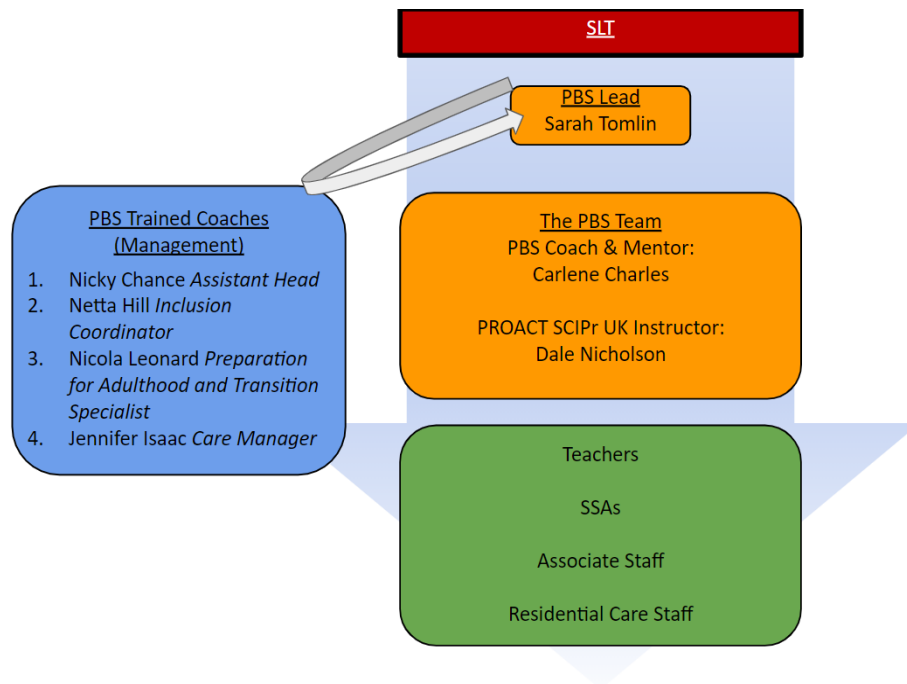 SLT
PBS Lead
Sarah Tomlin
PBS Trained Coaches
(Management)
1. Nicky Chance Assistant Head
2. Netta Hill Inclusion
Coordinator
3. Nicola Leonard Preparation
for Adulthood and Transition
Specialist
4. Jennifer Isaac Care Manager
The PBS Team
PBS Coach & Mentor:
Carlene Charles
PROACT SCIPr UK Instructor:
Dale Nicholson
Teachers
SSAs
Associate Staff
Residential Care Staff